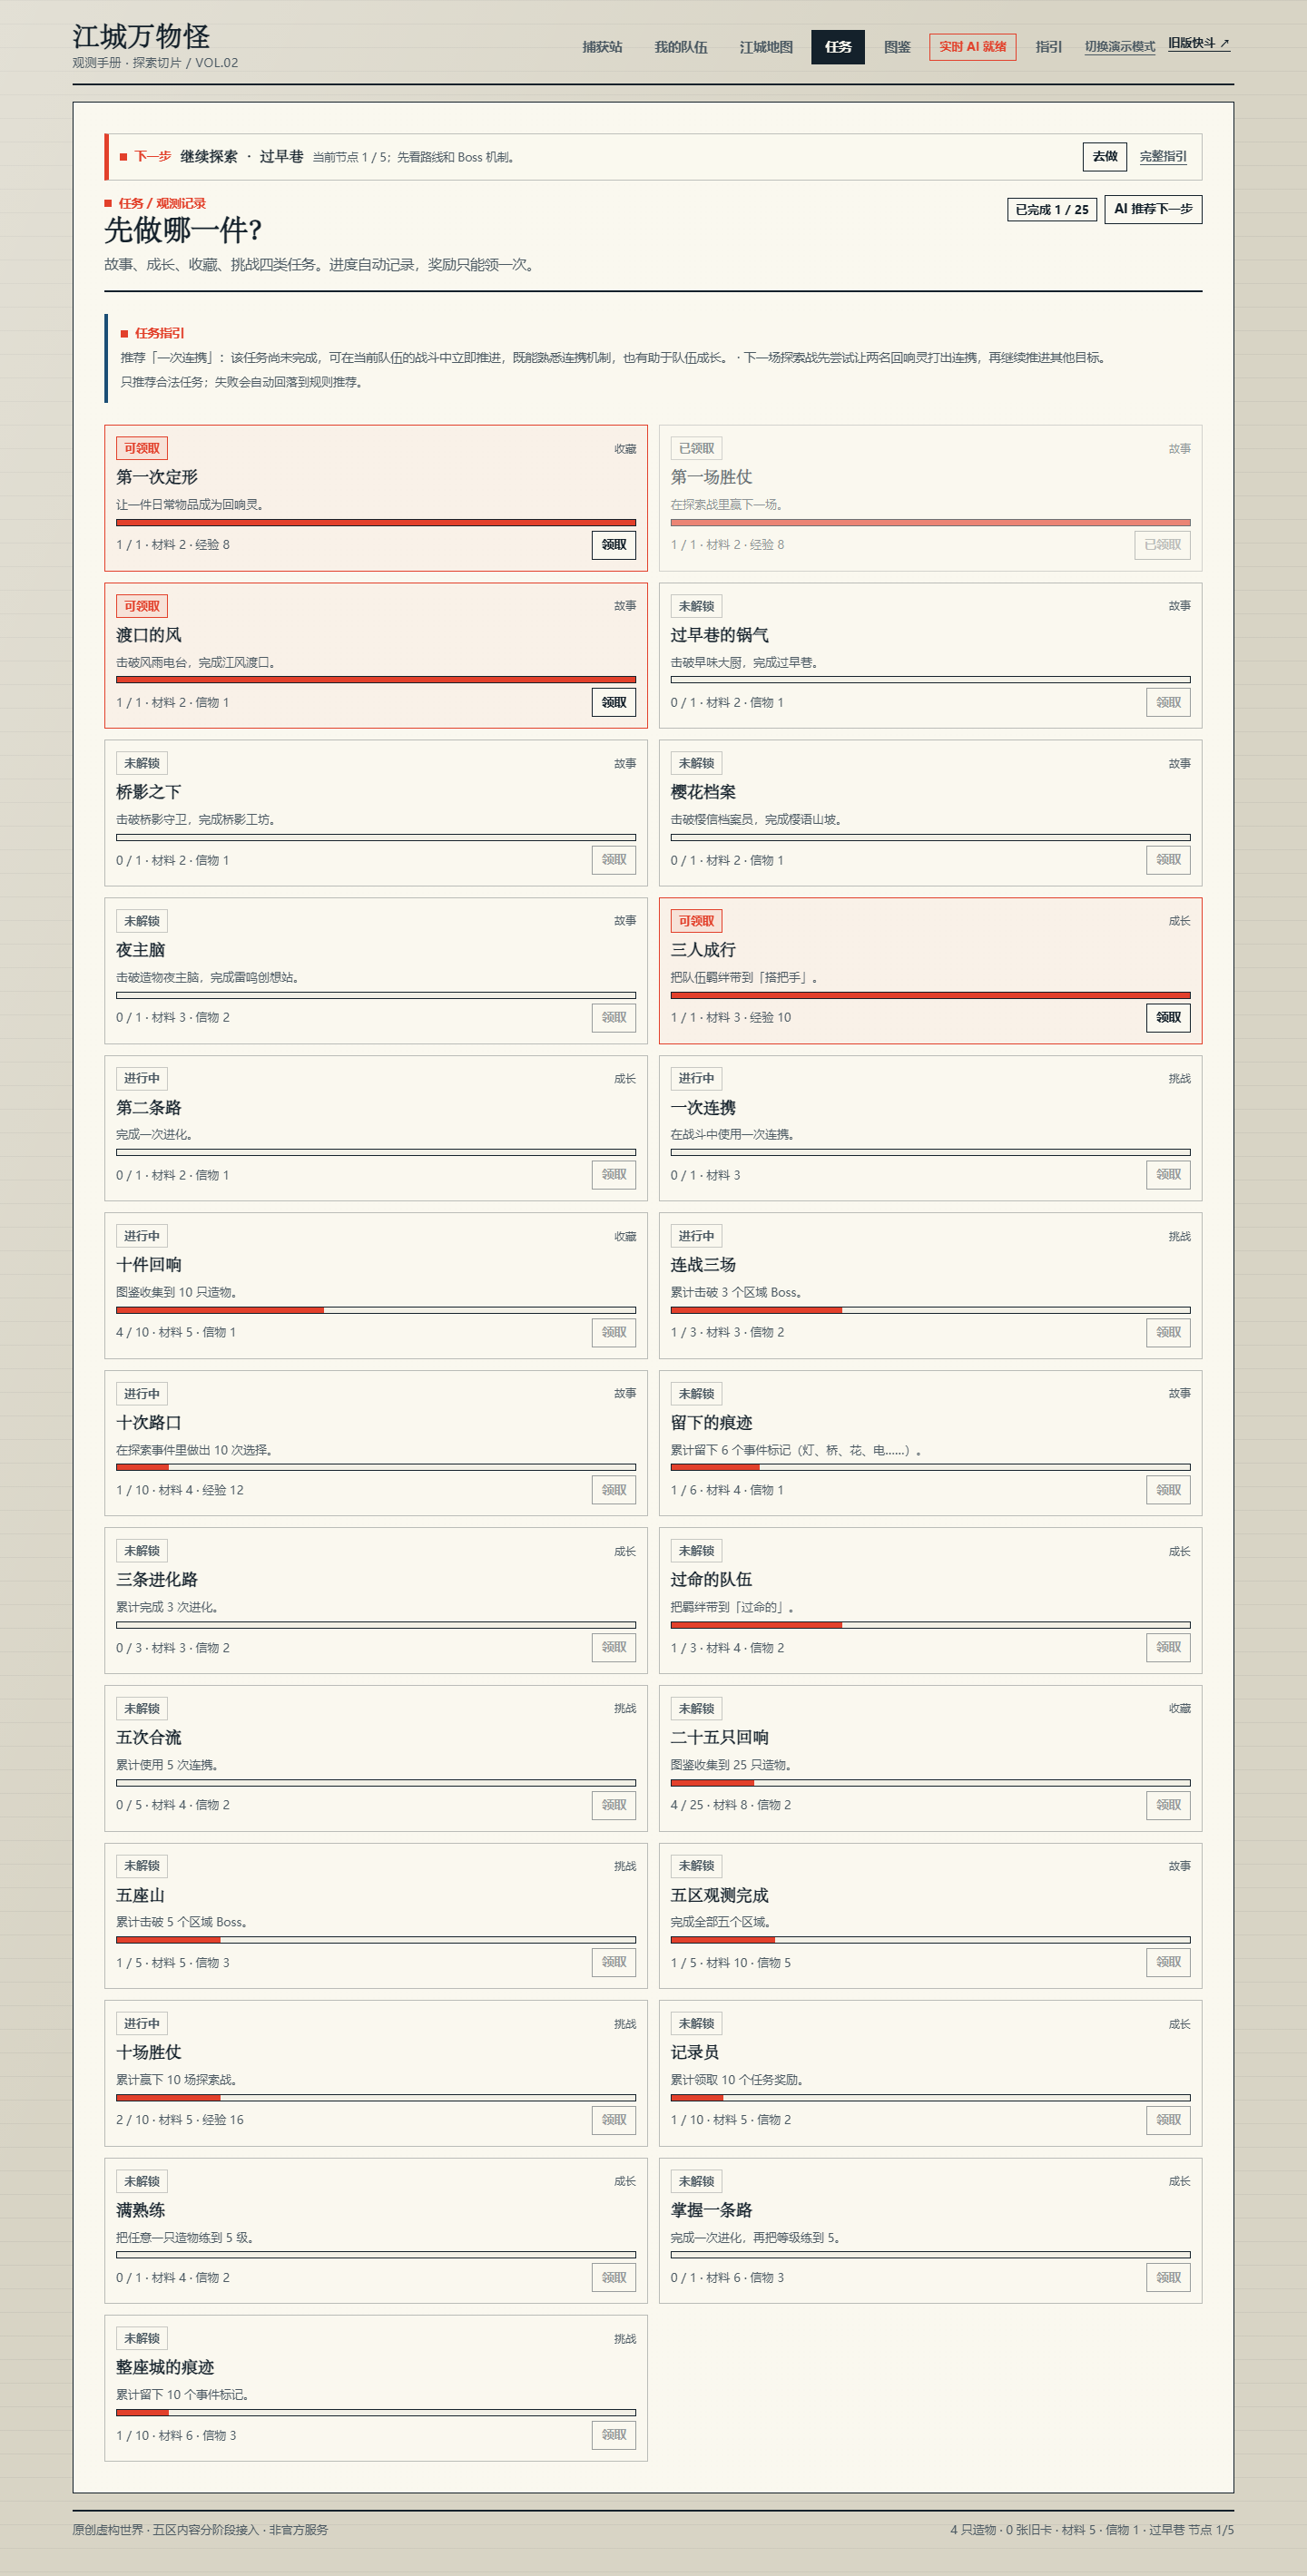 江城万物怪
观测手册 · 探索切片 / VOL.02
捕获站 我的队伍 江城地图 任务 图鉴 实时 AI 就绪 指引 切换演示模式 旧版快斗 ↗
下一步 继续探索 · 过早巷 当前节点 1 / 5；先看路线和 Boss 机制。 去做 完整指引
任务 / 观测记录
先做哪一件?
已完成 1 / 25 AI 推荐下一步
故事、成长、收藏、挑战四类任务。进度自动记录，奖励只能领一次。
任务指引
推荐「一次连携」：该任务尚未完成，可在当前队伍的战斗中立即推进，既能熟悉连携机制，也有助于队伍成长。 · 下一场探索战先尝试让两名回响灵打出连携，再继续推进其他目标。
只推荐合法任务；失败会自动回落到规则推荐。
可领取 收藏
第一次定形
让一件日常物品成为回响灵。
1 / 1 · 材料 2 · 经验 8 领取
已领取 故事
第一场胜仗
在探索战里赢下一场。
1 / 1 · 材料 2 · 经验 8 已领取
可领取 故事
渡口的风
击破风雨电台，完成江风渡口。
1 / 1 · 材料 2 · 信物 1 领取
未解锁 故事
过早巷的锅气
击破早味大厨，完成过早巷。
0 / 1 · 材料 2 · 信物 1 领取
未解锁 故事
桥影之下
击破桥影守卫，完成桥影工坊。
0 / 1 · 材料 2 · 信物 1 领取
未解锁 故事
樱花档案
击破樱信档案员，完成樱语山坡。
0 / 1 · 材料 2 · 信物 1 领取
未解锁 故事
夜主脑
击破造物夜主脑，完成雷鸣创想站。
0 / 1 · 材料 3 · 信物 2 领取
可领取 成长
三人成行
把队伍羁绊带到「搭把手」。
1 / 1 · 材料 3 · 经验 10 领取
进行中 成长
第二条路
完成一次进化。
0 / 1 · 材料 2 · 信物 1 领取
进行中 挑战
一次连携
在战斗中使用一次连携。
0 / 1 · 材料 3 领取
进行中 收藏
十件回响
图鉴收集到 10 只造物。
4 / 10 · 材料 5 · 信物 1 领取
进行中 挑战
连战三场
累计击破 3 个区域 Boss。
1 / 3 · 材料 3 · 信物 2 领取
进行中 故事
十次路口
在探索事件里做出 10 次选择。
1 / 10 · 材料 4 · 经验 12 领取
未解锁 故事
留下的痕迹
累计留下 6 个事件标记（灯、桥、花、电……）。
1 / 6 · 材料 4 · 信物 1 领取
未解锁 成长
三条进化路
累计完成 3 次进化。
0 / 3 · 材料 3 · 信物 2 领取
未解锁 成长
过命的队伍
把羁绊带到「过命的」。
1 / 3 · 材料 4 · 信物 2 领取
未解锁 挑战
五次合流
累计使用 5 次连携。
0 / 5 · 材料 4 · 信物 2 领取
未解锁 收藏
二十五只回响
图鉴收集到 25 只造物。
4 / 25 · 材料 8 · 信物 2 领取
未解锁 挑战
五座山
累计击破 5 个区域 Boss。
1 / 5 · 材料 5 · 信物 3 领取
未解锁 故事
五区观测完成
完成全部五个区域。
1 / 5 · 材料 10 · 信物 5 领取
进行中 挑战
十场胜仗
累计赢下 10 场探索战。
2 / 10 · 材料 5 · 经验 16 领取
未解锁 成长
记录员
累计领取 10 个任务奖励。
1 / 10 · 材料 5 · 信物 2 领取
未解锁 成长
满熟练
把任意一只造物练到 5 级。
0 / 1 · 材料 4 · 信物 2 领取
未解锁 成长
掌握一条路
完成一次进化，再把等级练到 5。
0 / 1 · 材料 6 · 信物 3 领取
未解锁 挑战
整座城的痕迹
累计留下 10 个事件标记。
1 / 10 · 材料 6 · 信物 3 领取
原创虚构世界 · 五区内容分阶段接入 · 非官方服务
4 只造物 · 0 张旧卡 · 材料 5 · 信物 1 · 过早巷 节点 1/5